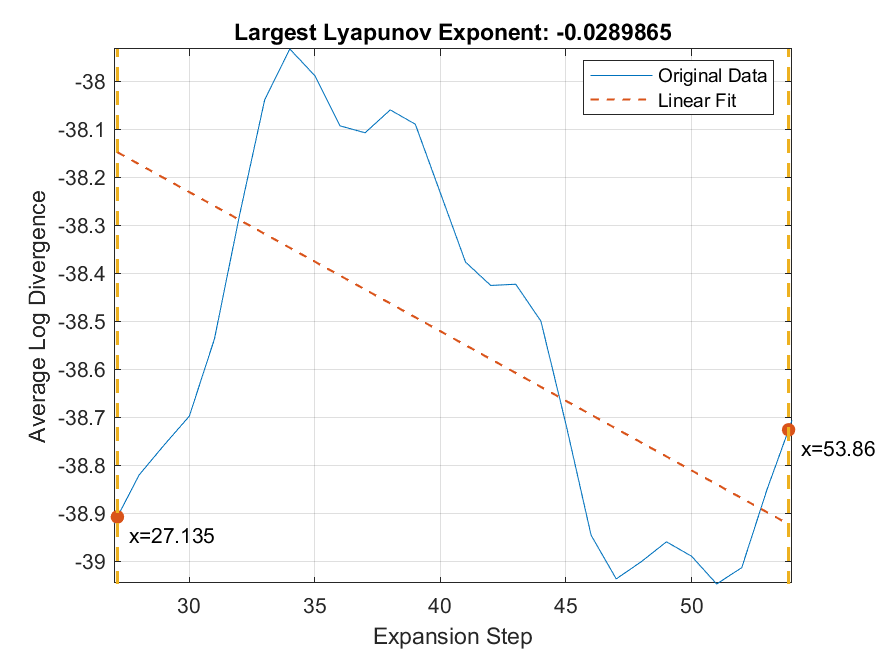 Largest Lyapunov Exponent: -0.0289865
Original Data
Linear Fit
-38
-38.1
-38.2
-38.3
-38.4
-38.5
-38.6
-38.7
-38.8
-38.9
-39
Average Log Divergence
x=53.86
x=27.135
30 35 40 45 50
Expansion Step